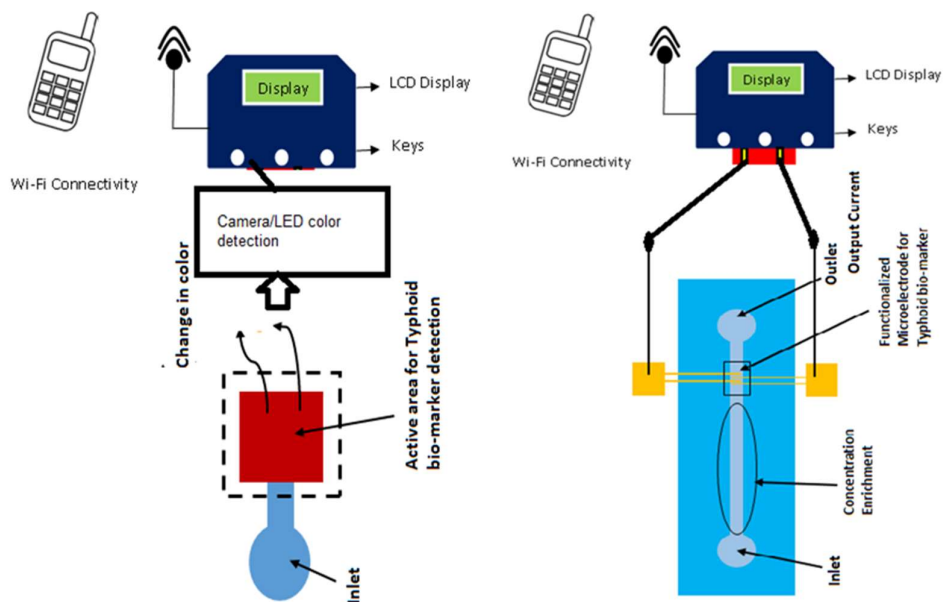 Display
LCD Display
Keys
Wi-Fi Connectivity
Camera/LED color
detection
Change in color
Active area for Typhoid
bio-marker detection
Inlet
Display
LCD Display
Keys
Wi-Fi Connectivity
Outlet
Output Current
Functionalized
Microelectrode for
Typhoid bio-marker
Concentration
Enrichment
Inlet